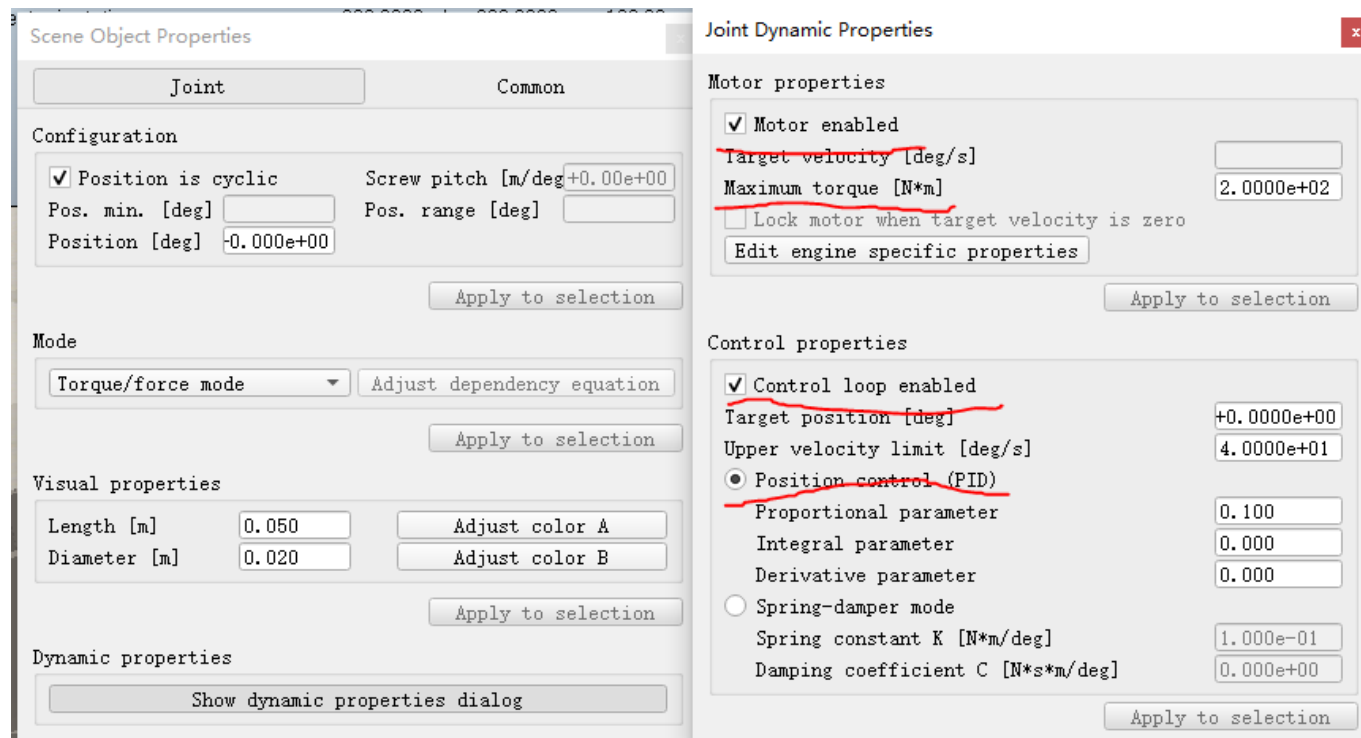 Scene Object Properties
Joint
Common
Configuration
Position is cyclic
Screw pitch [m/deg
+0.00e+00
Pos. min. [deg]
Pos. range [deg]
Position [deg]
-0.000e+00
Apply to selection
Mode
Torque/force mode
Adjust dependency equation
Apply to selection
Visual properties
Length [m]
0.050
Adjust color A
Diameter [m]
0.020
Adjust color B
Apply to selection
Dynamic properties
Show dynamic properties dialog
Joint Dynamic Properties
x
Motor properties
Motor enabled
Target velocity [deg/s]
Maximum torque [N*m]
2.0000e+02
Lock motor when target velocity is zero
Edit engine specific properties
Apply to selection
Control properties
Control loop enabled
Target position [deg]
+0.0000e+00
Upper velocity limit [deg/s]
4.0000e+01
Position control (PID)
Proportional parameter
0.100
Integral parameter
0.000
Derivative parameter
0.000
Spring-damper mode
Spring constant K [N*m/deg]
1.000e-01
Damping coefficient C [N*s*m/deg]
0.000e+00
Apply to selection